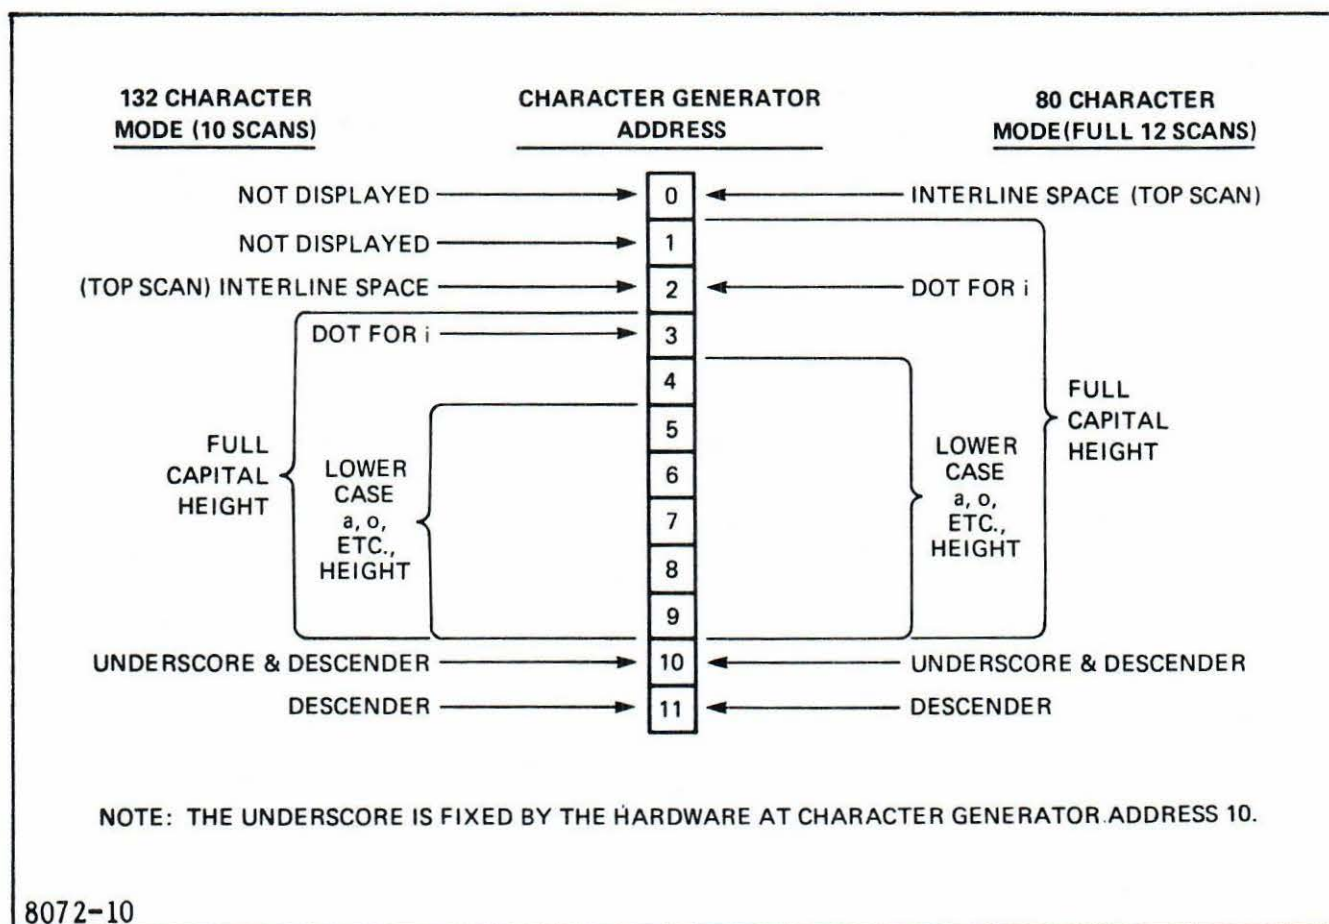 132 CHARACTER
MODE (10 SCANS)
CHARACTER GENERATOR
ADDRESS
80 CHARACTER
MODE(FULL 12 SCANS)
NOT DISPLAYED
0
INTERLINE SPACE (TOP SCAN)
NOT DISPLAYED
1
(TOP SCAN) INTERLINE SPACE
2
DOT FOR i
DOT FOR i
3
4
5
6
7
8
9
FULL
CAPITAL
HEIGHT
LOWER
CASE
a, o,
ETC.,
HEIGHT
LOWER
CASE
a, o,
ETC.,
HEIGHT
FULL
CAPITAL
HEIGHT
UNDERSCORE & DESCENDER
10
UNDERSCORE & DESCENDER
DESCENDER
11
DESCENDER
NOTE: THE UNDERSCORE IS FIXED BY THE HARDWARE AT CHARACTER GENERATOR ADDRESS 10.
8072-10